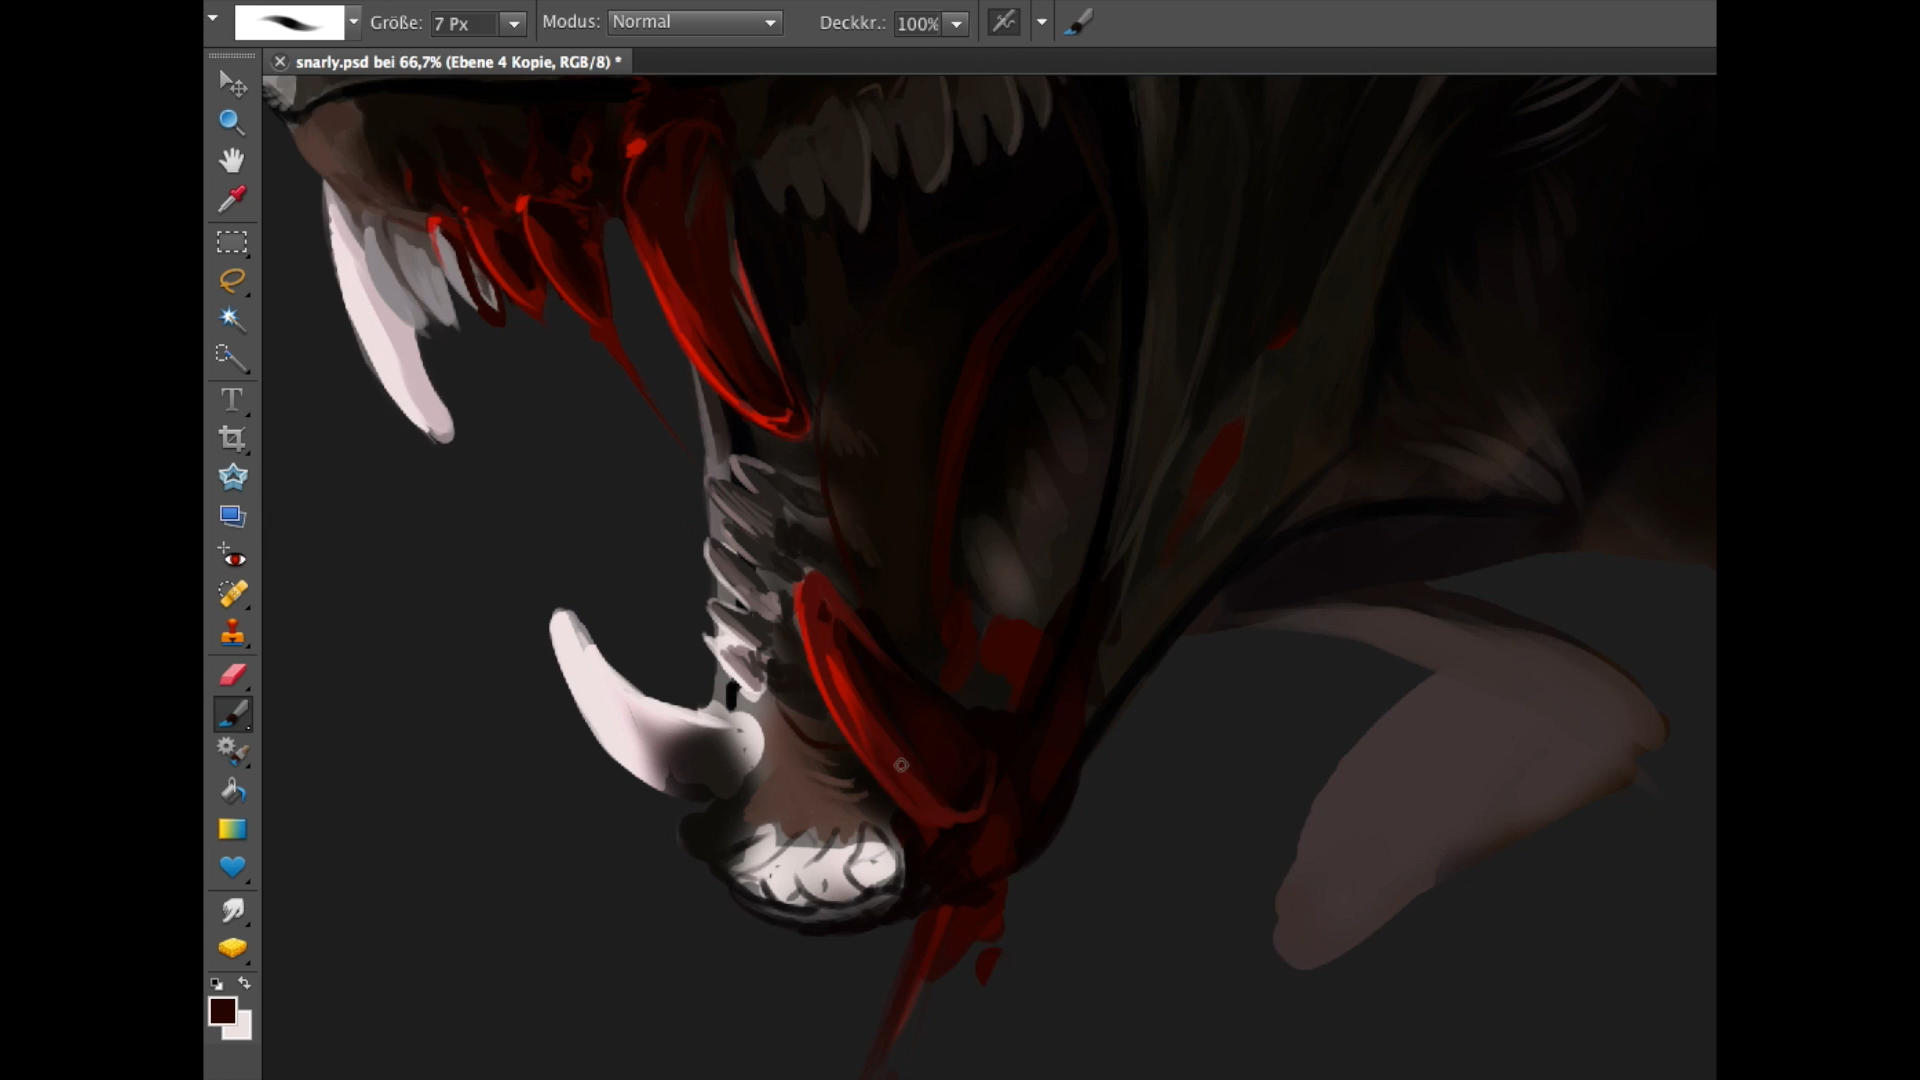 Größe: 7 Px Modus: Normal Deckkr.: 100%
snarly.psd bei 66,7% (Ebene 4 Kopie, RGB/8) *
T